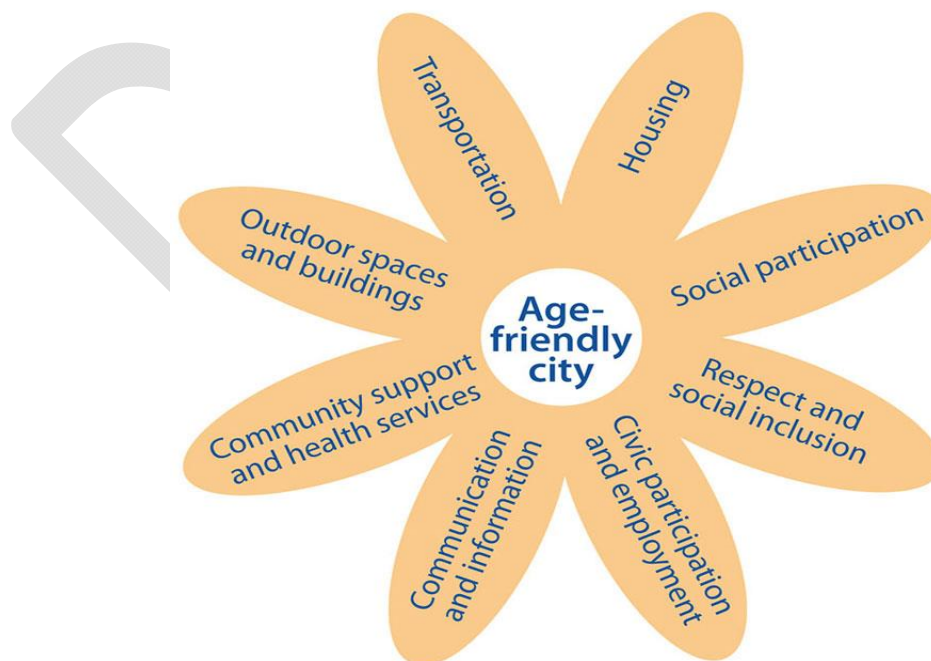 Transportation
Housing
Outdoor spaces
and buildings
Social participation
Age-
friendly
city
Community support
and health services
Respect and
social inclusion
Communication
and information
Civic participation
and employment